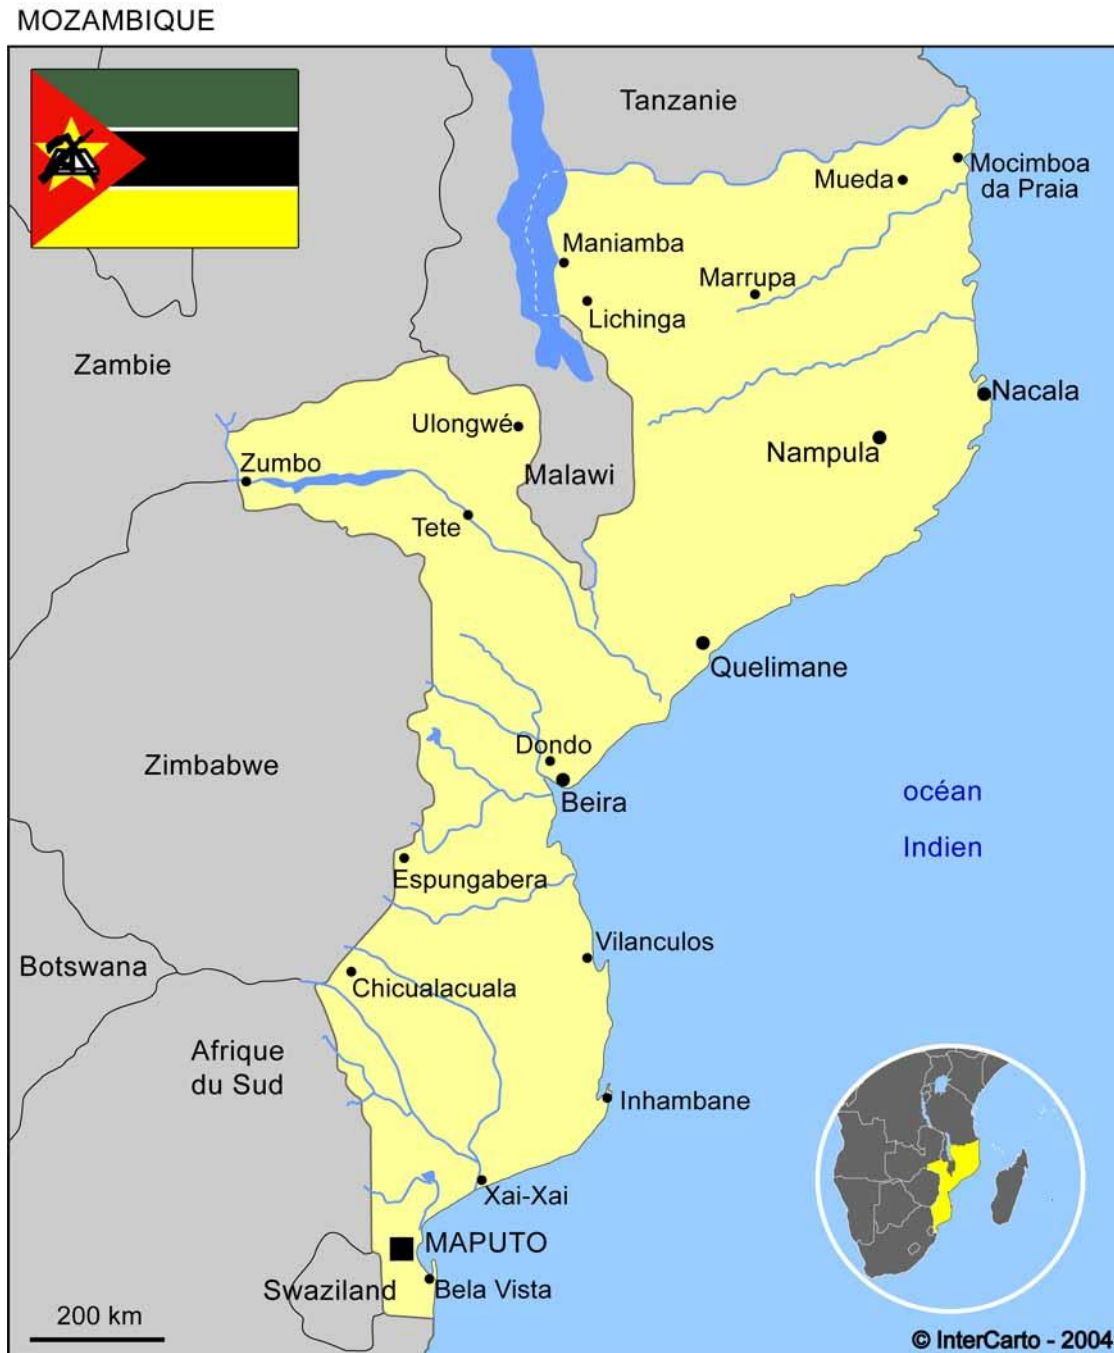 MOZAMBIQUE
Tanzanie
Mocimboa
da Praia
Mueda
Maniamba
Marrupa
Lichinga
Zambie
Nacala
Ulongwé
Nampula
Zumbo
Malawi
Tete
Quelimane
Dondo
Zimbabwe
océan
Beira
Indien
Espungabera
Vilanculos
Botswana
Chicualacuala
Afrique
du Sud
Inhambane
Xai-Xai
MAPUTO
Swaziland
Bela Vista
200 km
© InterCarto - 2004